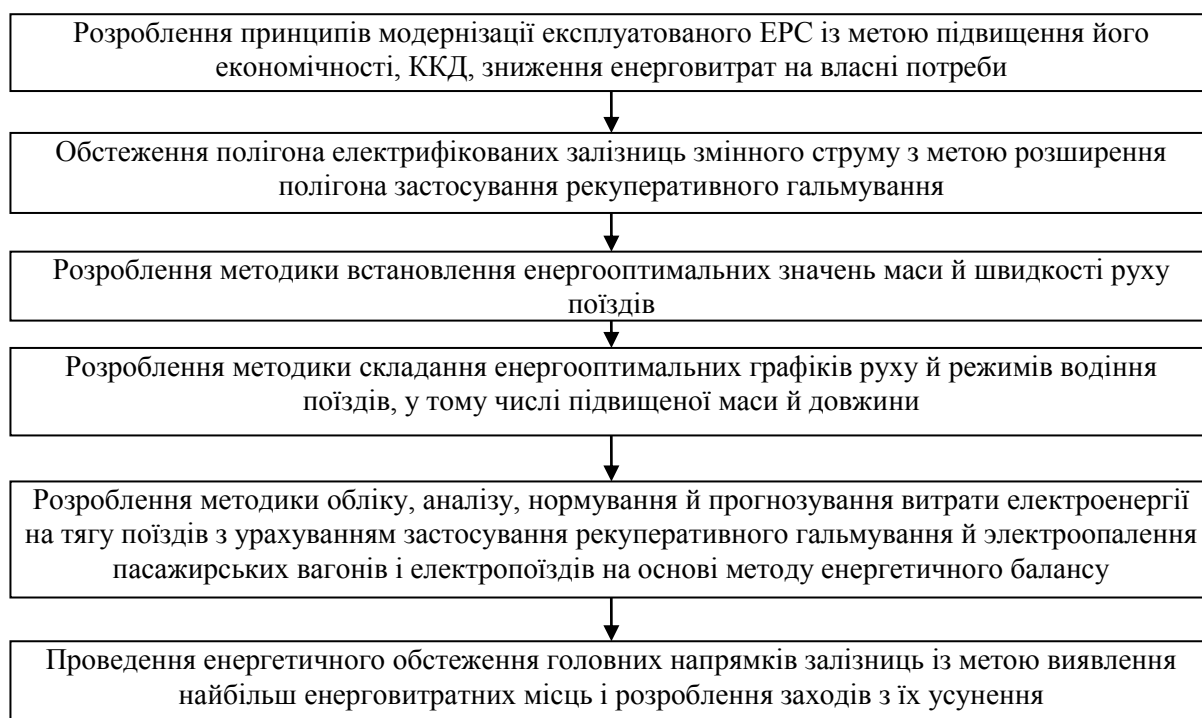 Розроблення принципів модернізації експлуатованого ЕРС із метою підвищення його
економічності, ККД, зниження енерговитрат на власні потреби
Обстеження полігона електрифікованих залізниць змінного струму з метою розширення
полігона застосування рекуперативного гальмування
Розроблення методики встановлення енергооптимальних значень маси й швидкості руху
поїздів
Розроблення методики складання енергооптимальних графіків руху й режимів водіння
поїздів, у тому числі підвищеної маси й довжини
Розроблення методики обліку, аналізу, нормування й прогнозування витрати електроенергії
на тягу поїздів з урахуванням застосування рекуперативного гальмування й электроопалення
пасажирських вагонів і електропоїздів на основі методу енергетичного балансу
Проведення енергетичного обстеження головних напрямків залізниць із метою виявлення
найбільш енерговитратних місць і розроблення заходів з їх усунення